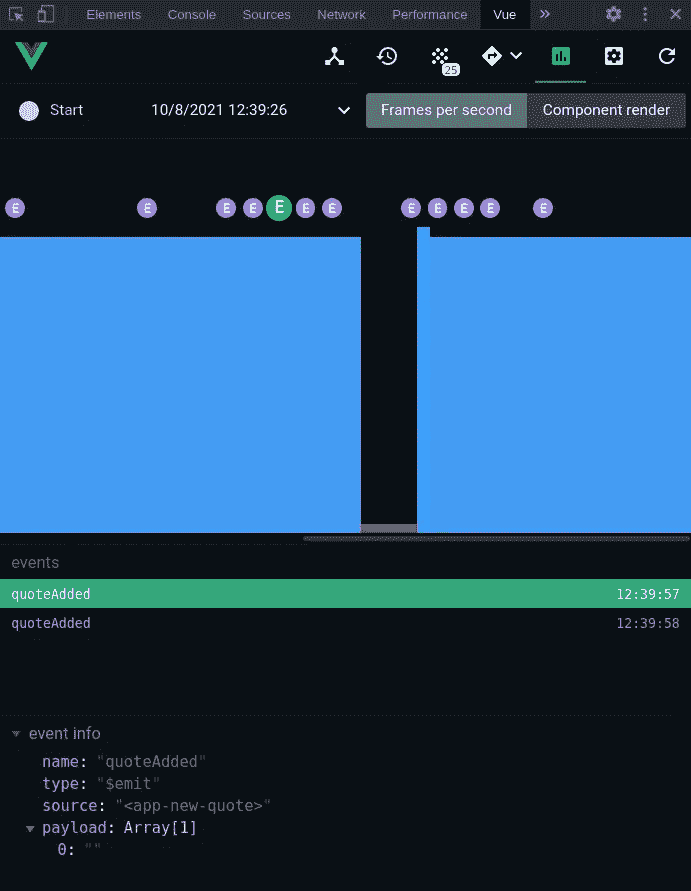 Elements Console Sources Network Performance Vue »
25
Start 10/8/2021 12:39:26 Frames per second Component render
E E E E E E E E E E E E
events
quoteAdded 12:39:57
quoteAdded 12:39:58
event info
name: "quoteAdded"
type: "$emit"
source: "<app-new-quote>"
payload: Array[1]
0: ""